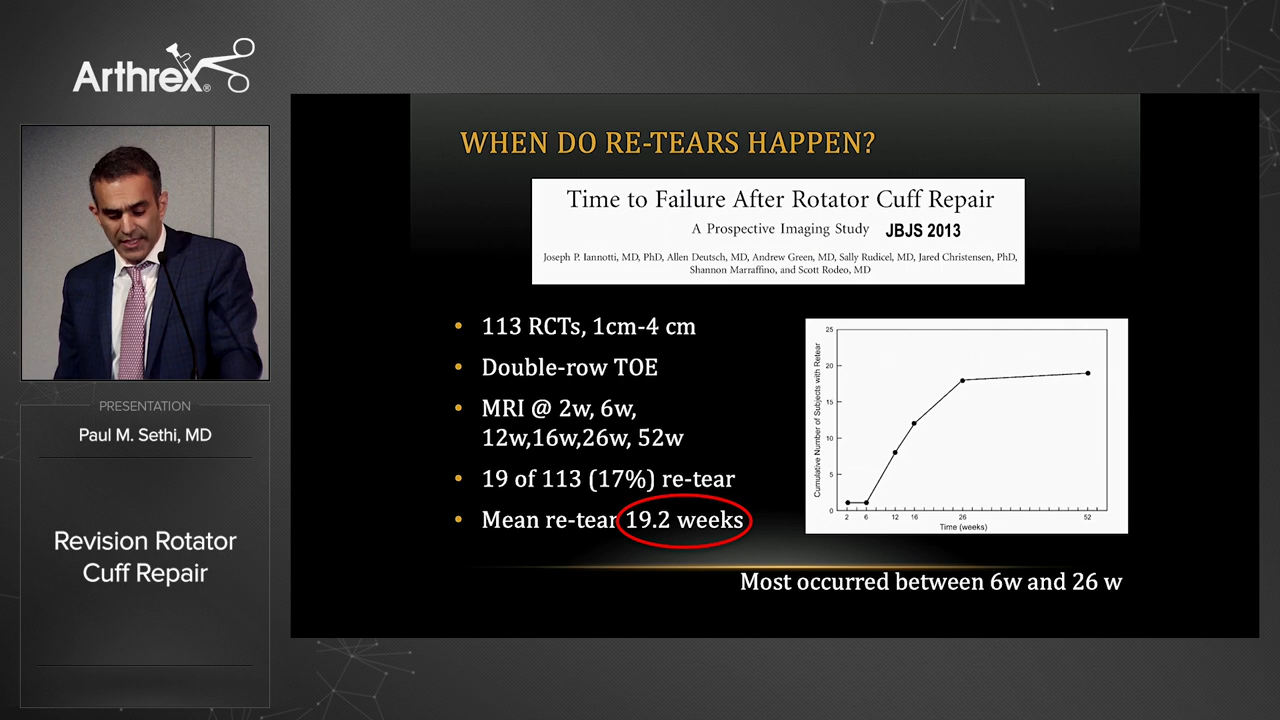 Arthrex®
PRESENTATION
Paul M. Sethi, MD
Revision Rotator
Cuff Repair
WHEN DO RE-TEARS HAPPEN?
Time to Failure After Rotator Cuff Repair
A Prospective Imaging Study JBJS 2013
Joseph P. Iannotti, MD, PhD, Allen Deutsch, MD, Andrew Green, MD, Sally Rudicel, MD, Jared Christensen, PhD,
Shannon Marraffino, and Scott Rodeo, MD
• 113 RCTs, 1cm-4 cm
• Double-row TOE
• MRI @ 2w, 6w,
12w,16w,26w, 52w
• 19 of 113 (17%) re-tear
• Mean re-tear 19.2 weeks
Cumulative Number of Subjects with Retear
25
20
15
10
5
0
2 6 12 16 26 52
Time (weeks)
Most occurred between 6w and 26 w